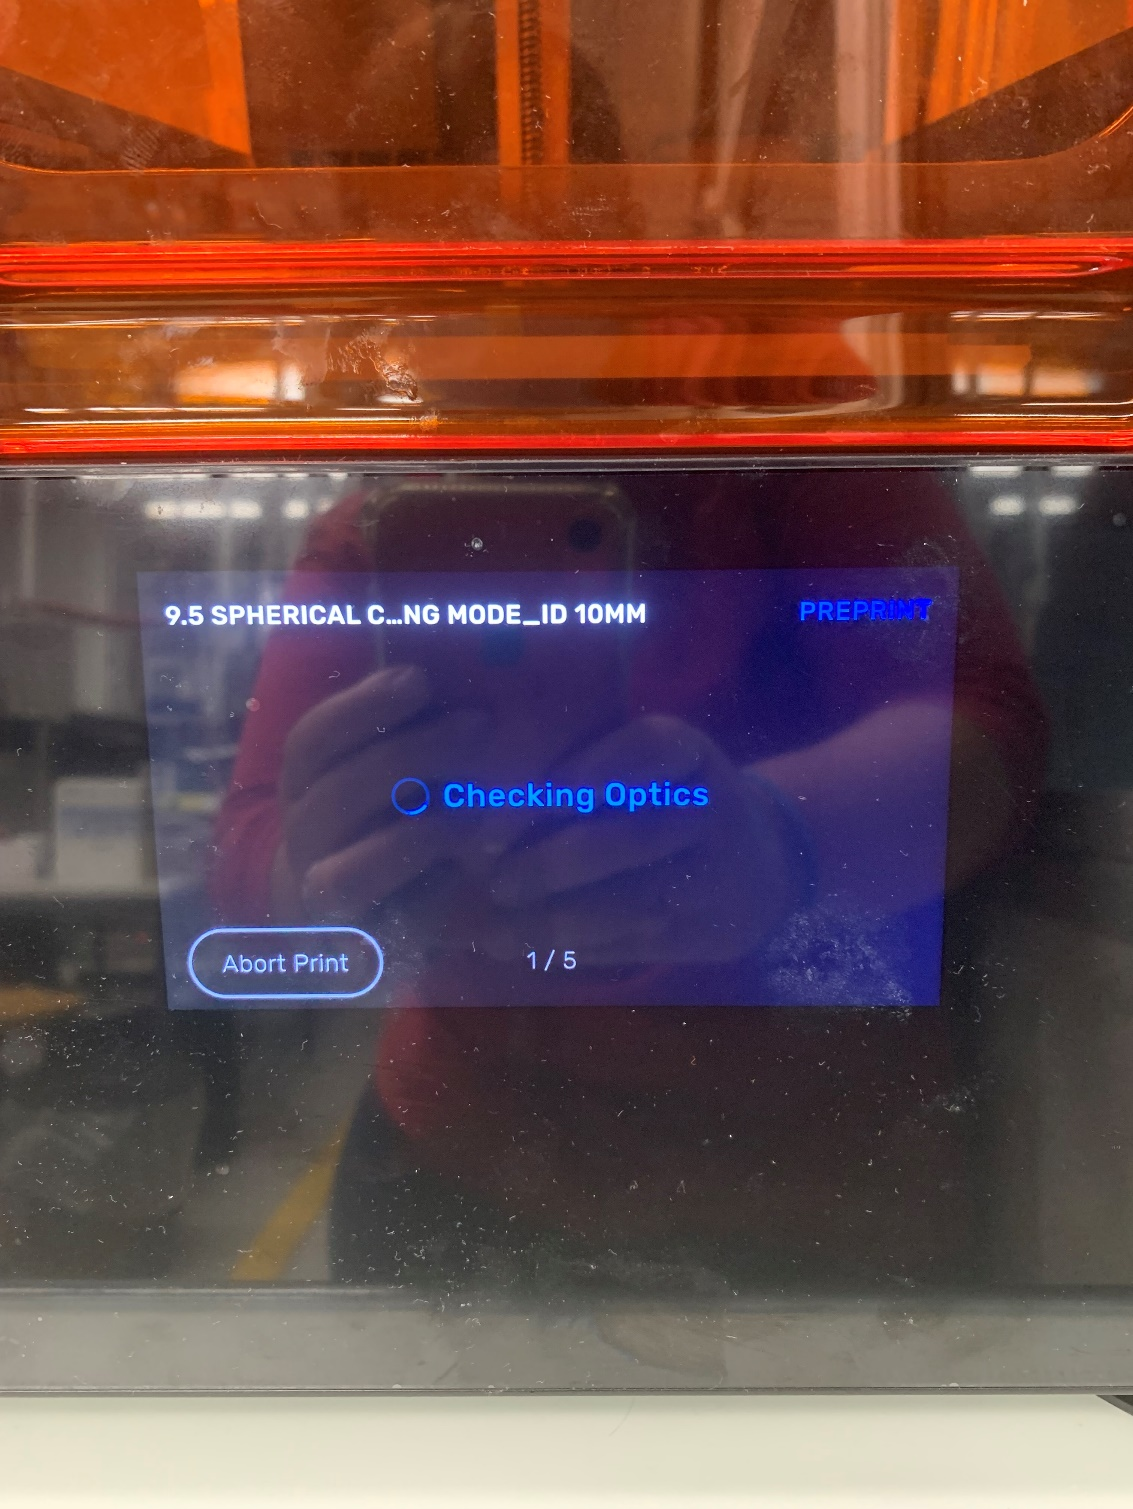 9.5 SPHERICAL C...NG MODE_ID 10MM
PREPRINT
Checking Optics
Abort Print
1 / 5